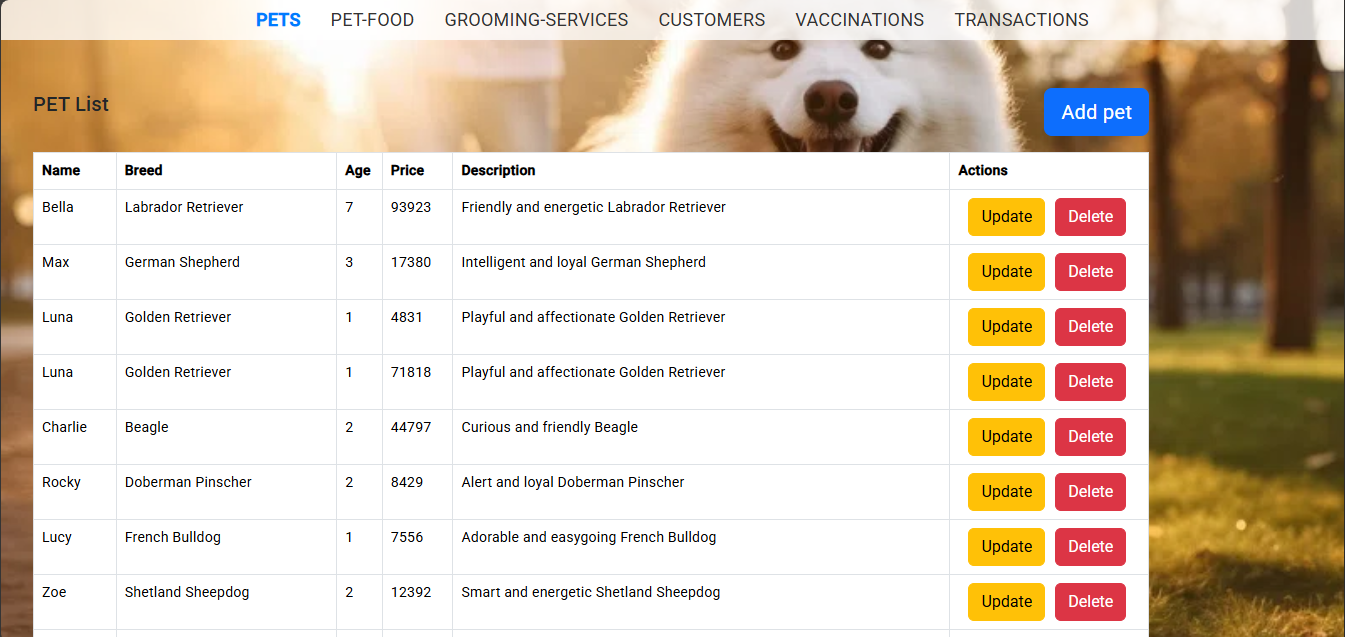 PETS PET-FOOD GROOMING-SERVICES CUSTOMERS VACCINATIONS TRANSACTIONS
PET List
Add pet
Name Breed Age Price Description Actions
Bella Labrador Retriever 7 93923 Friendly and energetic Labrador Retriever Update Delete
Max German Shepherd 3 17380 Intelligent and loyal German Shepherd Update Delete
Luna Golden Retriever 1 4831 Playful and affectionate Golden Retriever Update Delete
Luna Golden Retriever 1 71818 Playful and affectionate Golden Retriever Update Delete
Charlie Beagle 2 44797 Curious and friendly Beagle Update Delete
Rocky Doberman Pinscher 2 8429 Alert and loyal Doberman Pinscher Update Delete
Lucy French Bulldog 1 7556 Adorable and easygoing French Bulldog Update Delete
Zoe Shetland Sheepdog 2 12392 Smart and energetic Shetland Sheepdog Update Delete